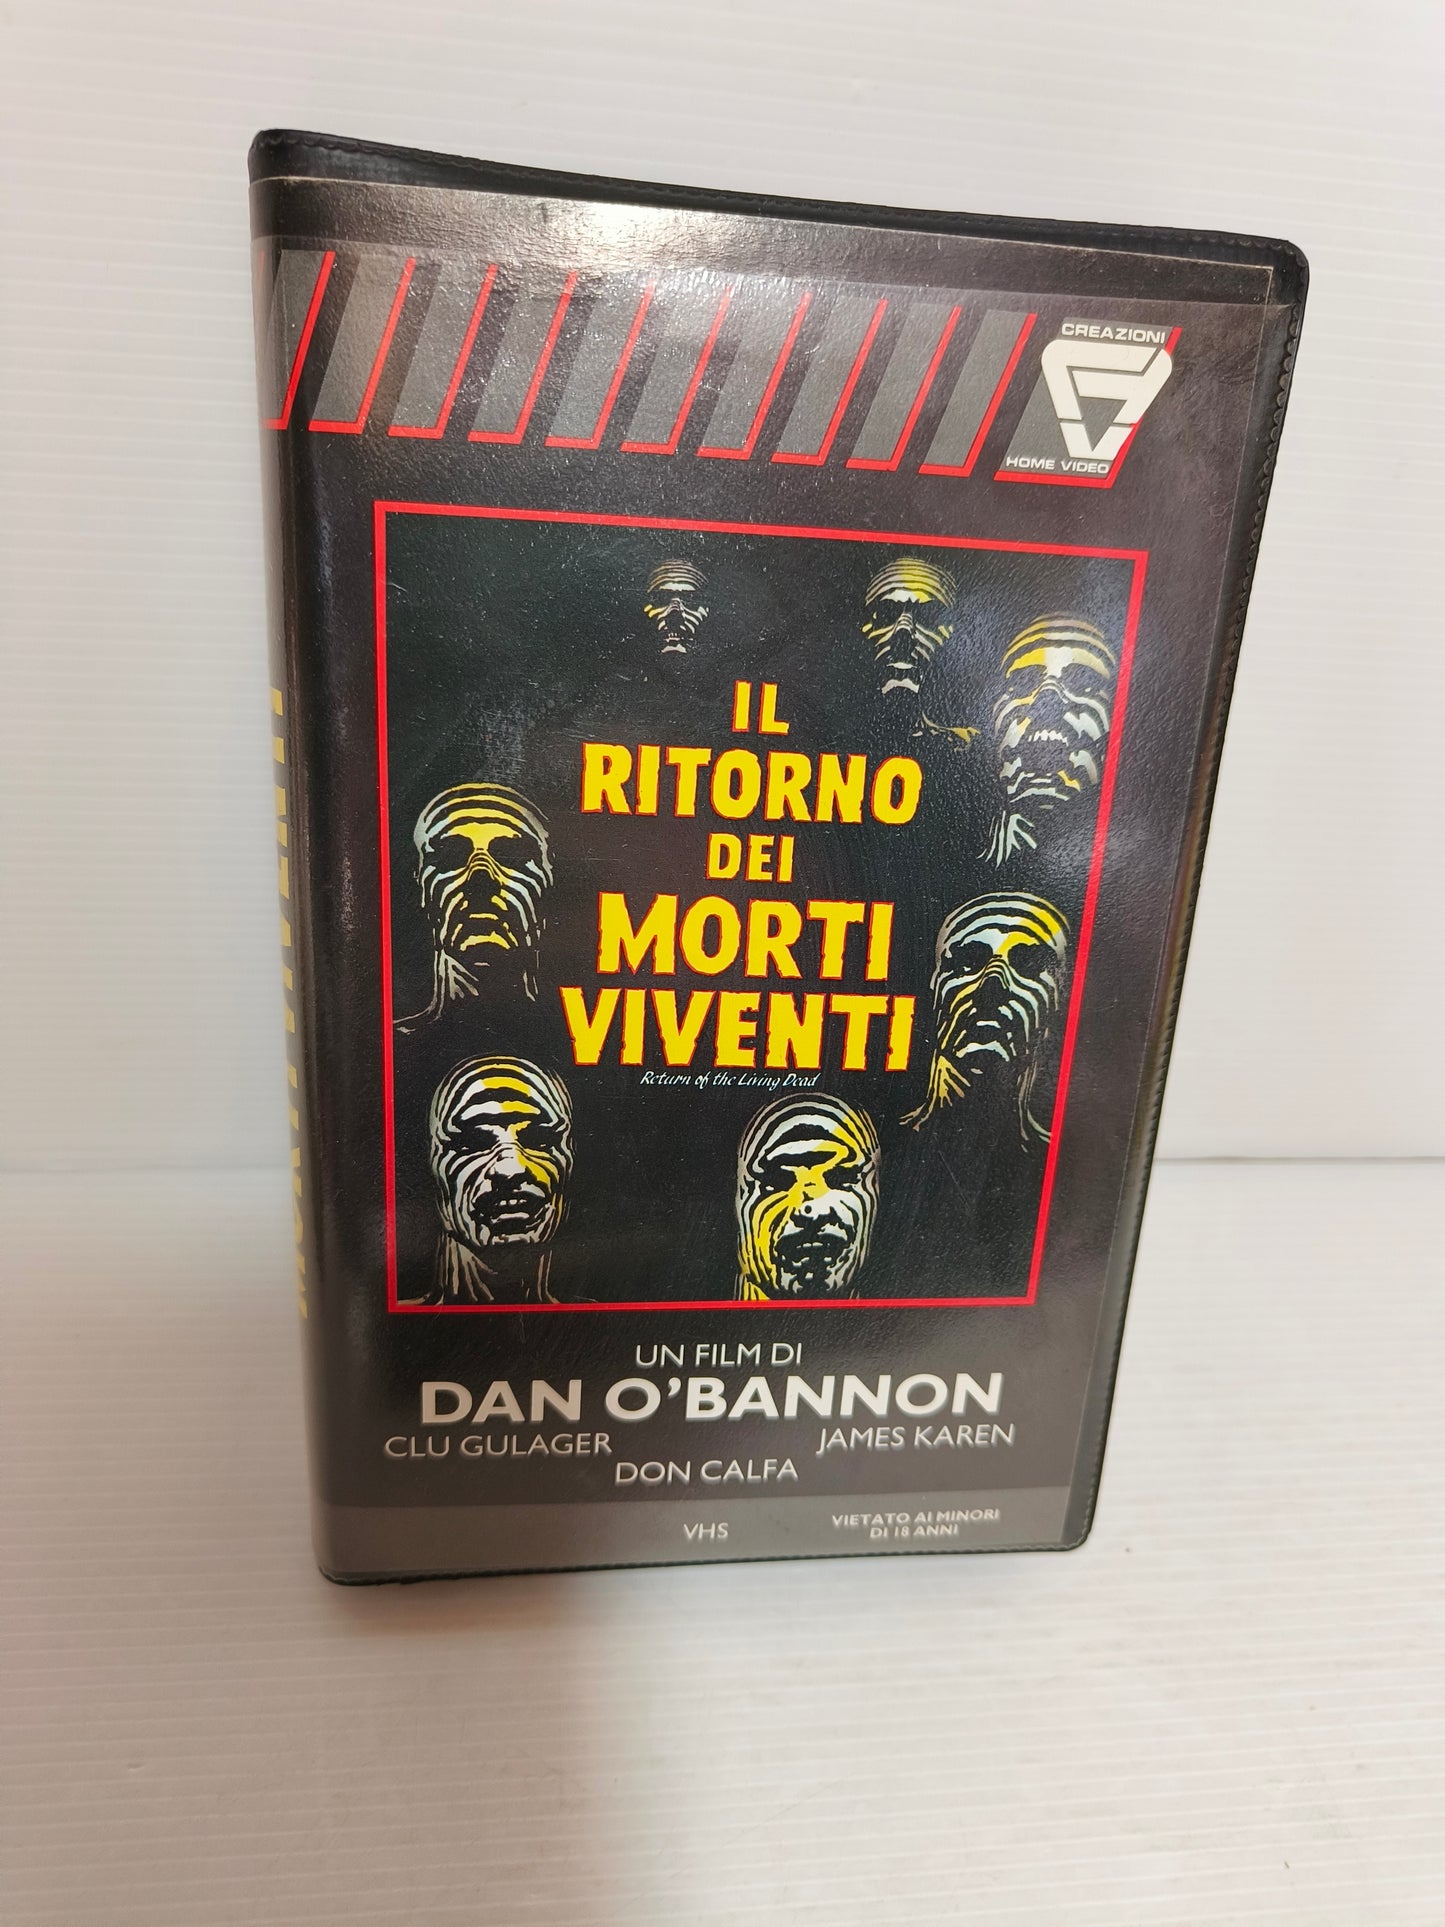 CREAZIONI
HOME VIDEO
IL
RITORNO
DEI
MORTI
VIVENTI
Return of the Living Dead
UN FILM DI
DAN O'BANNON
CLU GULAGER
JAMES KAREN
DON CALFA
VHS
VIETATO AI MINORI
DI 18 ANNI